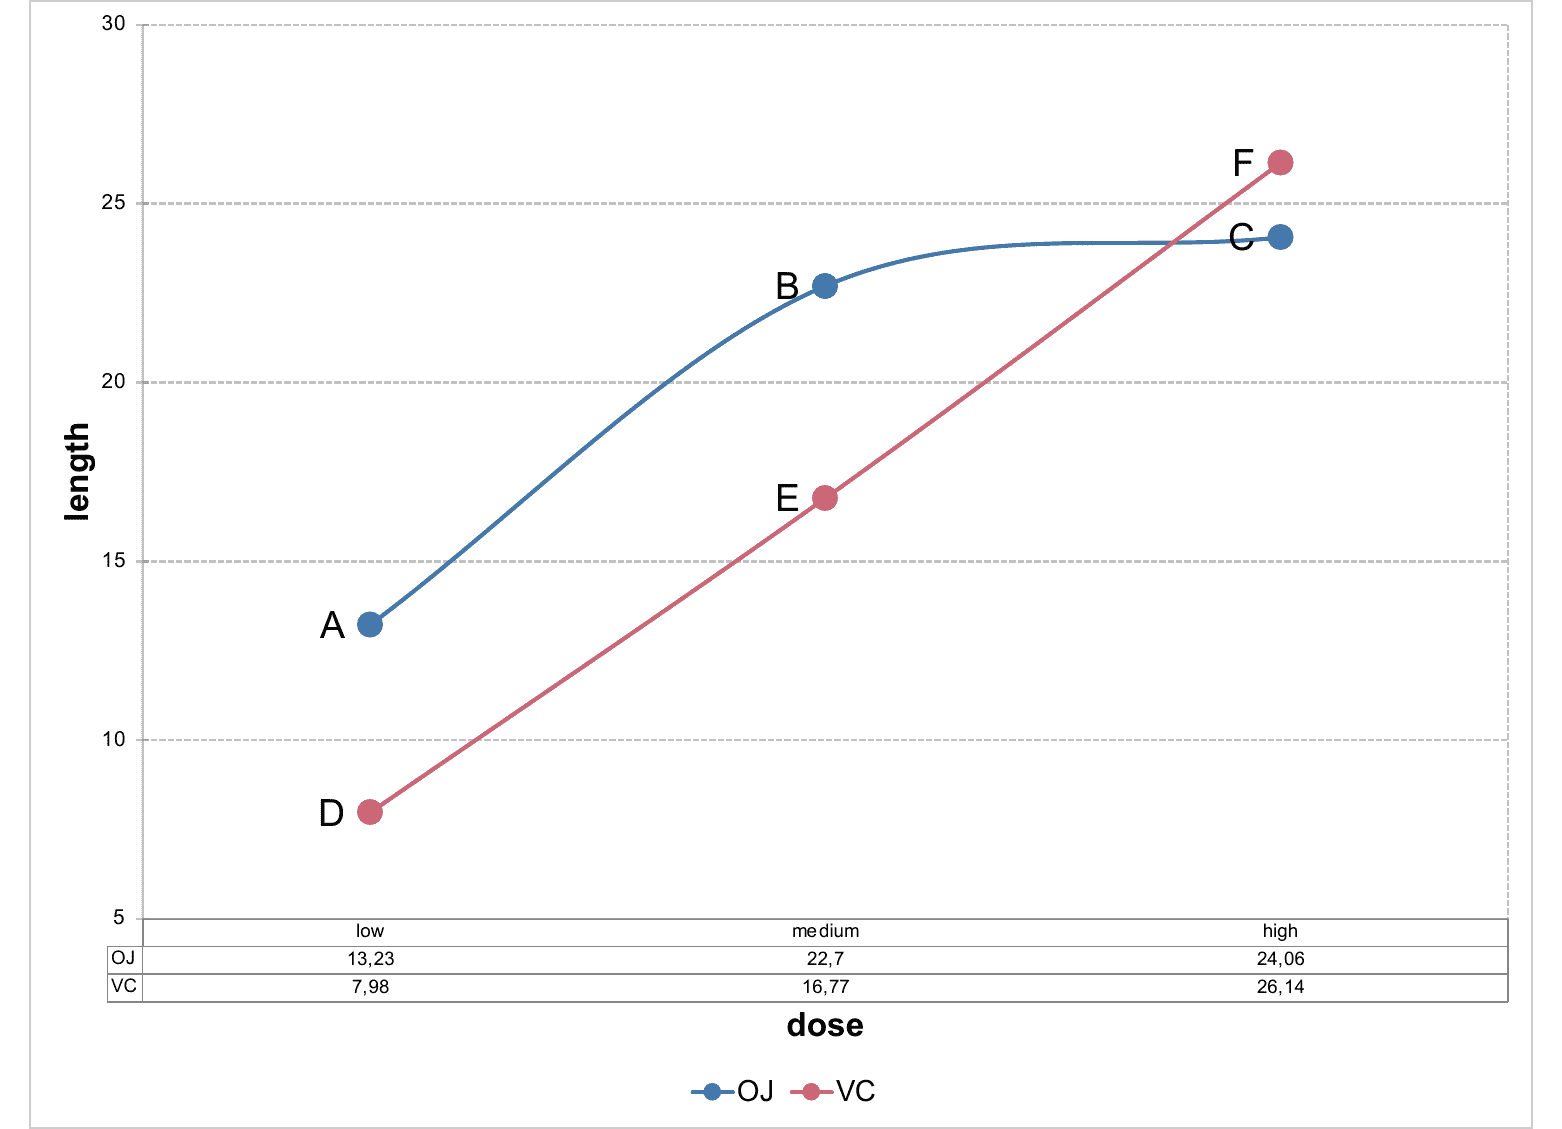 30
25
20
15
10
5
length
F
C
B
E
A
D
low medium high
OJ 13,23 22,7 24,06
VC 7,98 16,77 26,14
dose
OJ VC